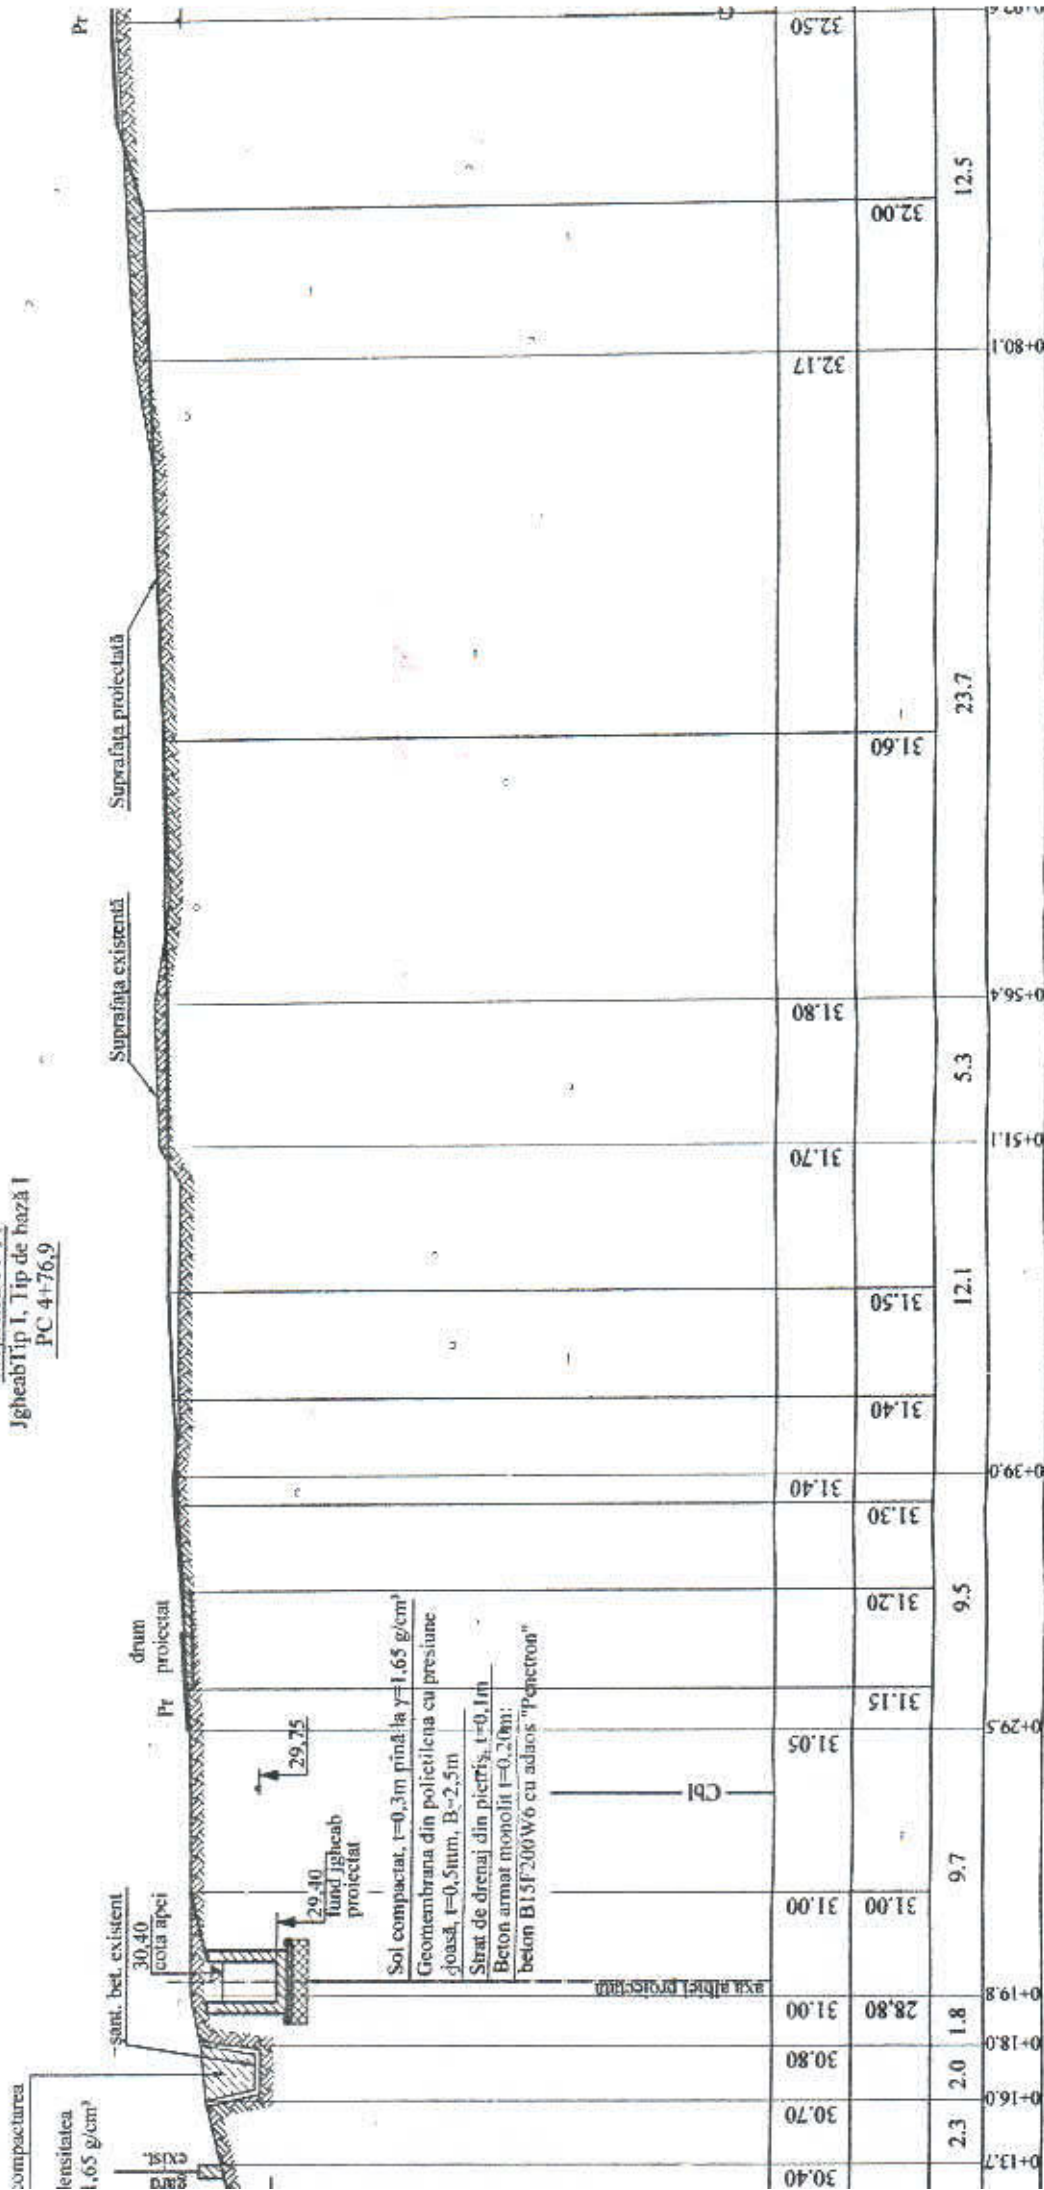 JgheabTip I, Tip de bază I
PC 4+76,9
compactarea
densitatea
1,65 g/cm³
gard
exist.
sant. bet. existent
30,40
cota apei
29,40
fund jgheab
proiectat
29,75
Pr
drum
proiectat
Suprafața existentă
Suprafața proiectată
Pr
Sol compactat, t=0,3m pînă la γ=1,65 g/cm³
Geomembrana din polietilena cu presiune
joasă, t=0,5mm, B=2,5m
Strat de drenaj din pietriș, t=0,1m
Beton armat monolit t=0,20m:
beton B15F200W6 cu adaos "Penetron"
axa albiei proiectată
Cbl
G
30.40
30.70
30.80
31.00
31.00
31.05
31.40
31.70
31.80
32.17
32.50
28,80
31.00
31.15
31.20
31.30
31.40
31.50
31.60
32.00
2.3
2.0
1.8
9.7
9.5
12.1
5.3
23.7
12.5
0+13.7
0+16.0
0+18.0
0+19.8
0+29.5
0+39.0
0+51.1
0+56.4
0+80.1